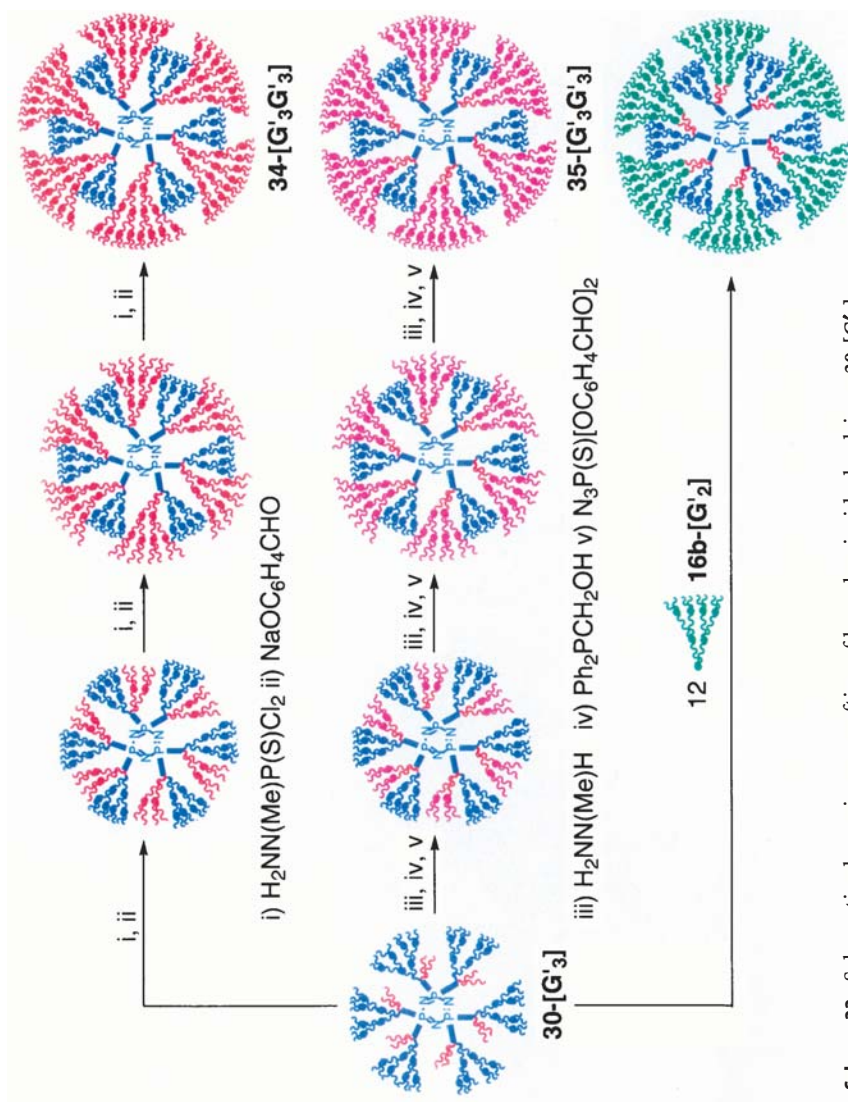 i, ii
i, ii
i, ii
34-[G'₃G'₃]
i) H₂NN(Me)P(S)Cl₂ ii) NaOC₆H₄CHO
30-[G'₃]
iii, iv, v
iii, iv, v
iii, iv, v
35-[G'₃G'₃]
iii) H₂NN(Me)H iv) Ph₂PCH₂OH v) N₃P(S)[OC₆H₄CHO]₂
12 16b-[G'₂]